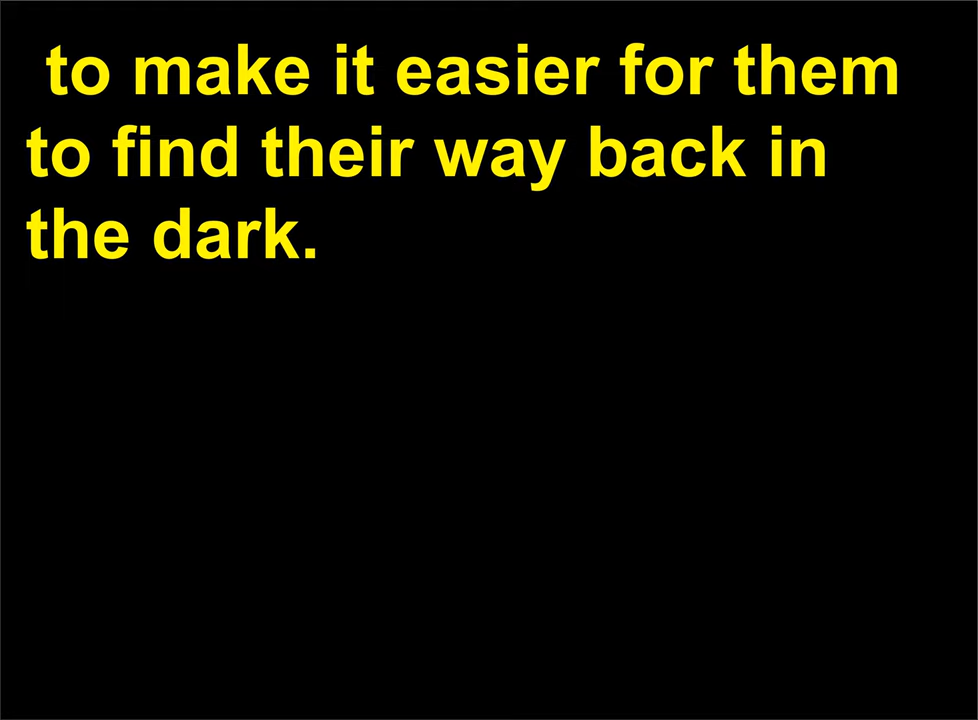 to make it easier for them
to find their way back in
the dark.